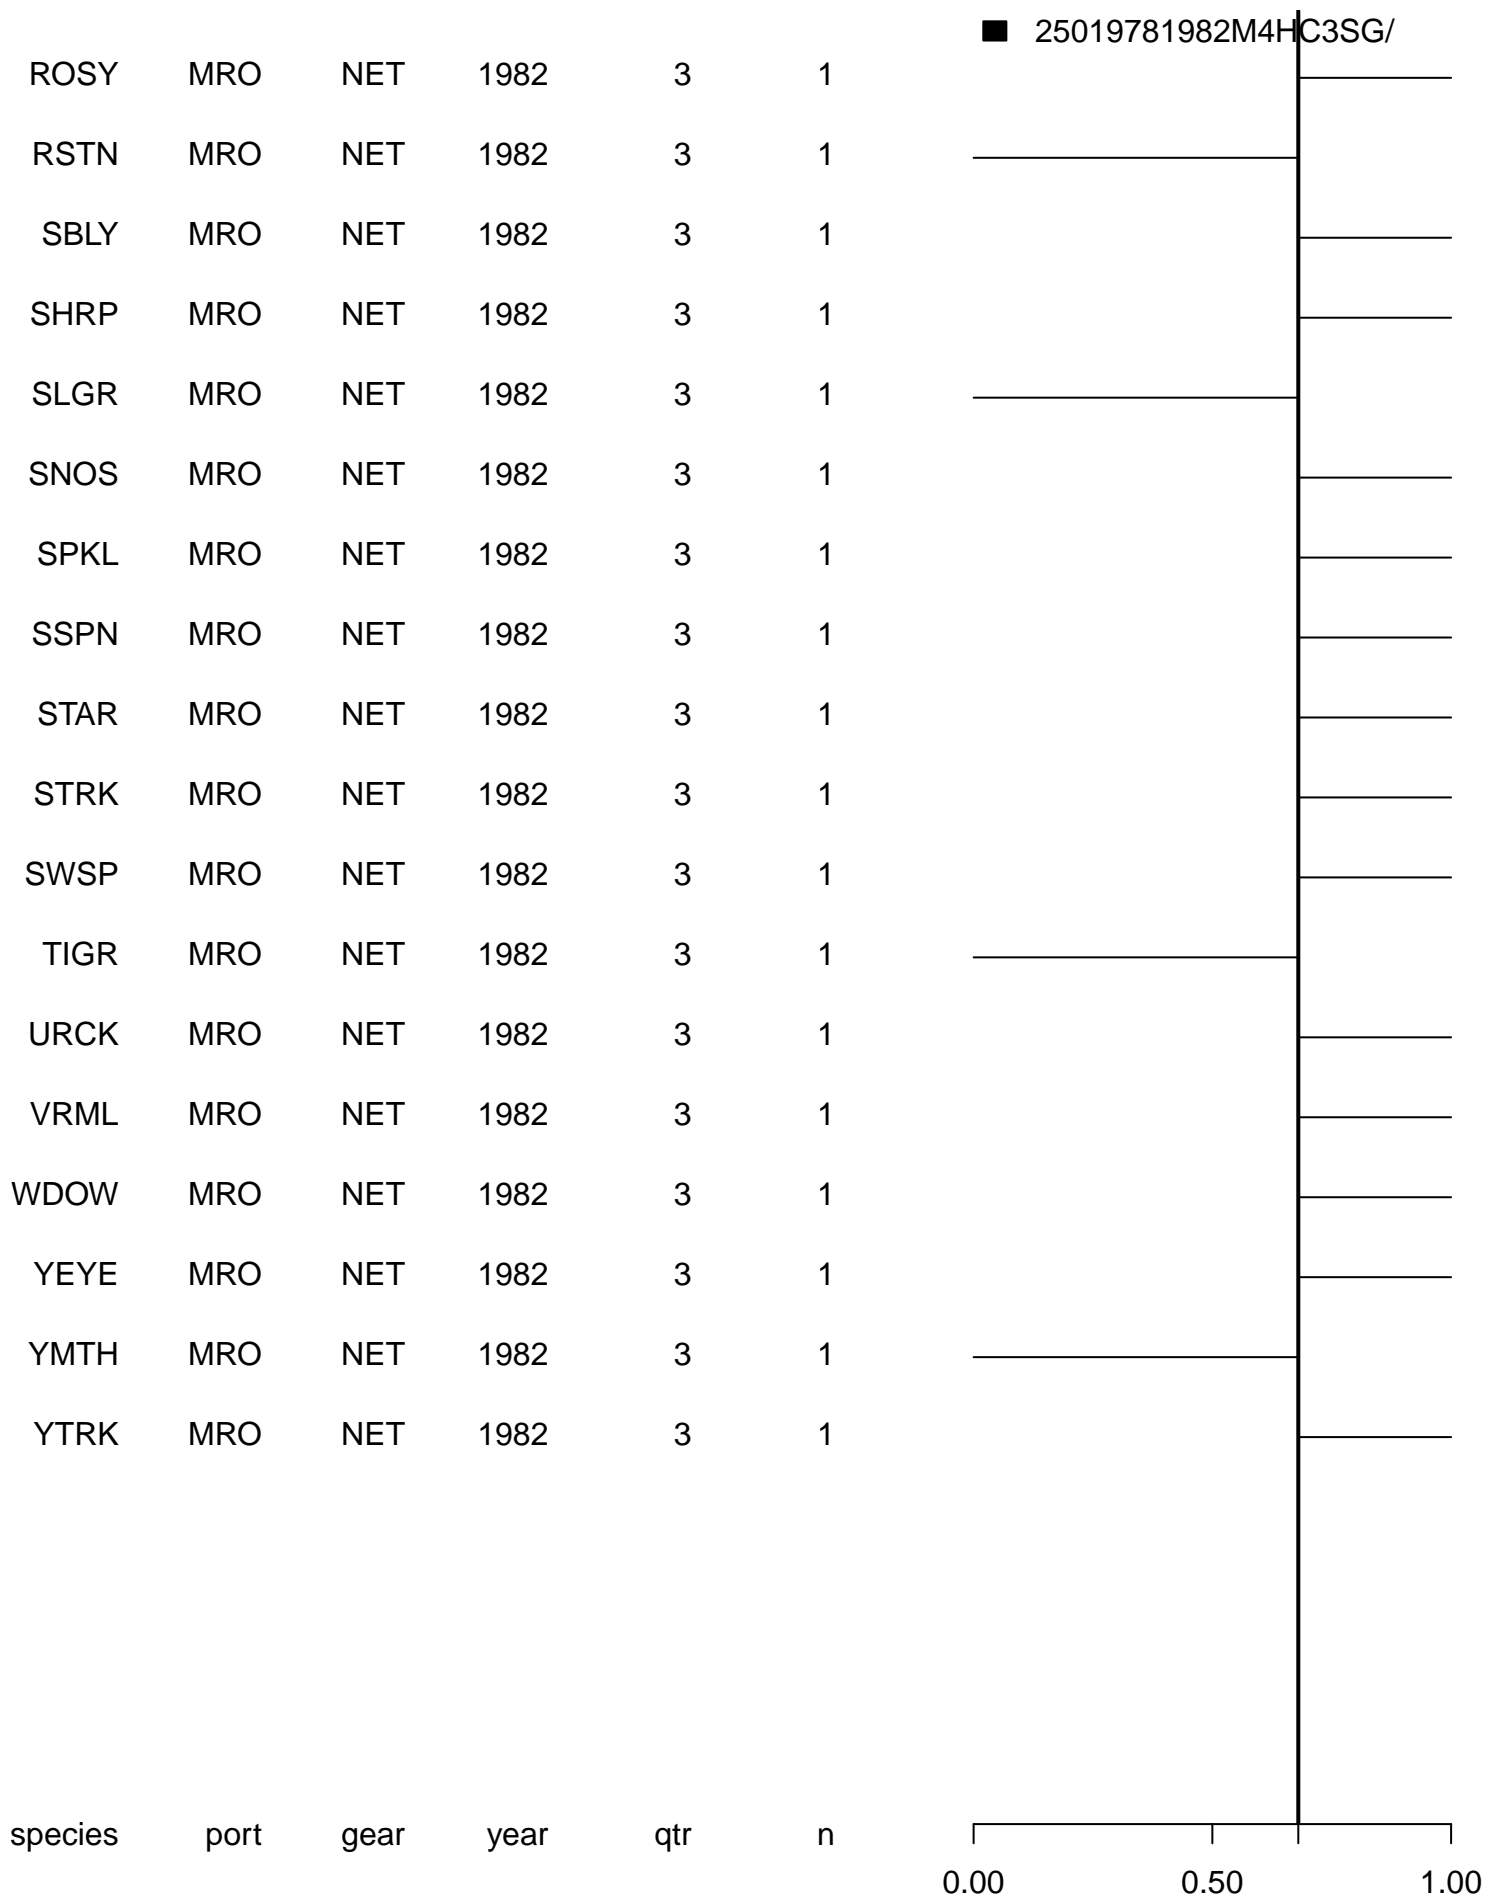 25019781982M4HC3SG/
ROSY MRO NET 1982 3 1
RSTN MRO NET 1982 3 1
SBLY MRO NET 1982 3 1
SHRP MRO NET 1982 3 1
SLGR MRO NET 1982 3 1
SNOS MRO NET 1982 3 1
SPKL MRO NET 1982 3 1
SSPN MRO NET 1982 3 1
STAR MRO NET 1982 3 1
STRK MRO NET 1982 3 1
SWSP MRO NET 1982 3 1
TIGR MRO NET 1982 3 1
URCK MRO NET 1982 3 1
VRML MRO NET 1982 3 1
WDOW MRO NET 1982 3 1
YEYE MRO NET 1982 3 1
YMTH MRO NET 1982 3 1
YTRK MRO NET 1982 3 1
species port gear year qtr n
0.00 0.50 1.00